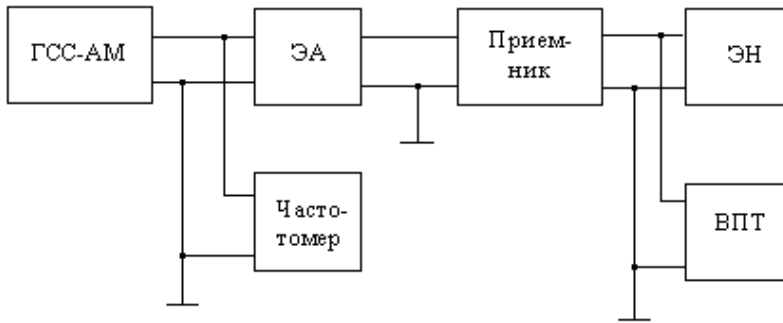 ГСС-АМ
ЭА
Прием-
ник
ЭН
Часто-
томер
ВПТ